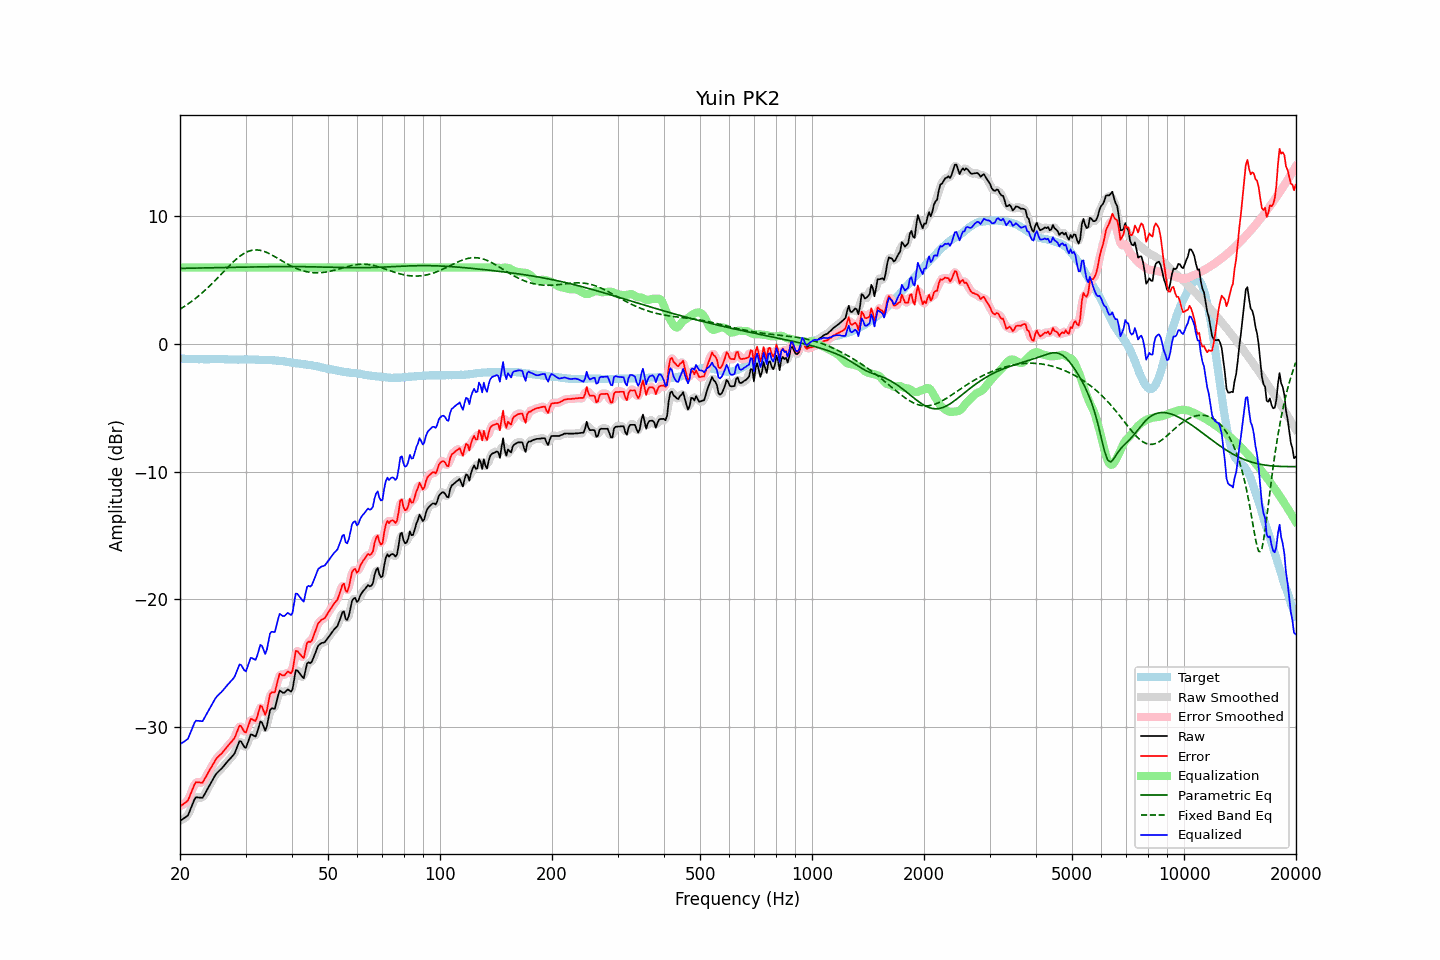 Yuin PK2
Amplitude (dBr)
10
0
−10
−20
−30
20 50 100 200 500 1000 2000 5000 10000 20000
Frequency (Hz)
Target
Raw Smoothed
Error Smoothed
Raw
Error
Equalization
Parametric Eq
Fixed Band Eq
Equalized